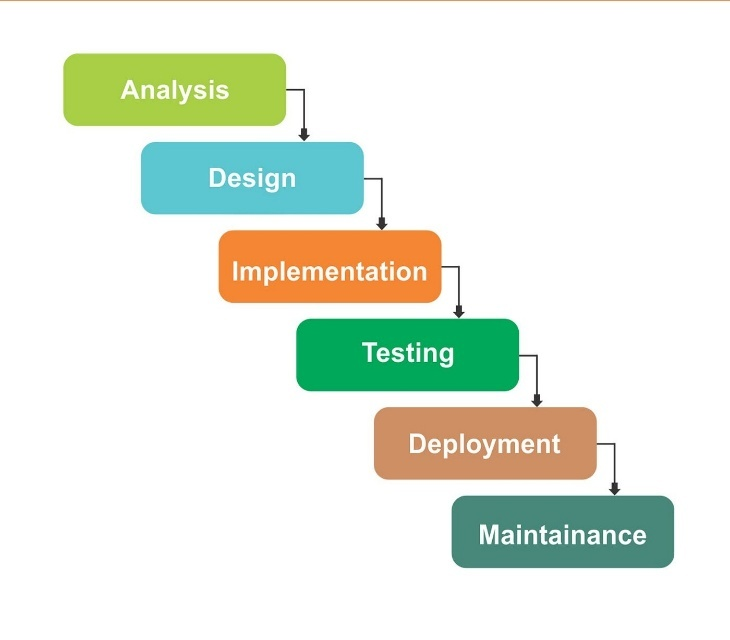 Analysis
Design
Implementation
Testing
Deployment
Maintainance